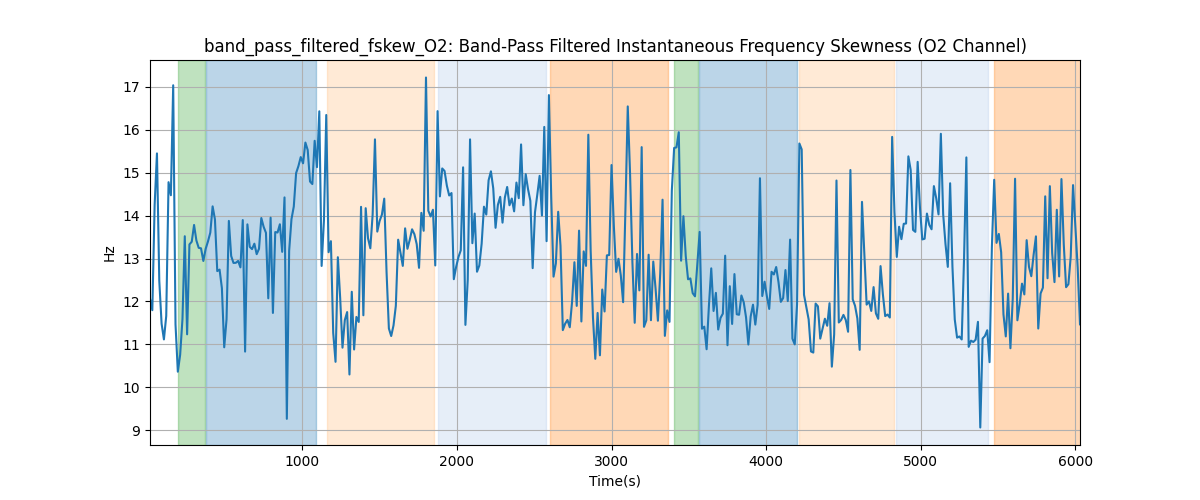 band_pass_filtered_fskew_O2: Band-Pass Filtered Instantaneous Frequency Skewness (O2 Channel)
17
16
15
14
13
12
11
10
9
Hz
1000 2000 3000 4000 5000 6000
Time(s)